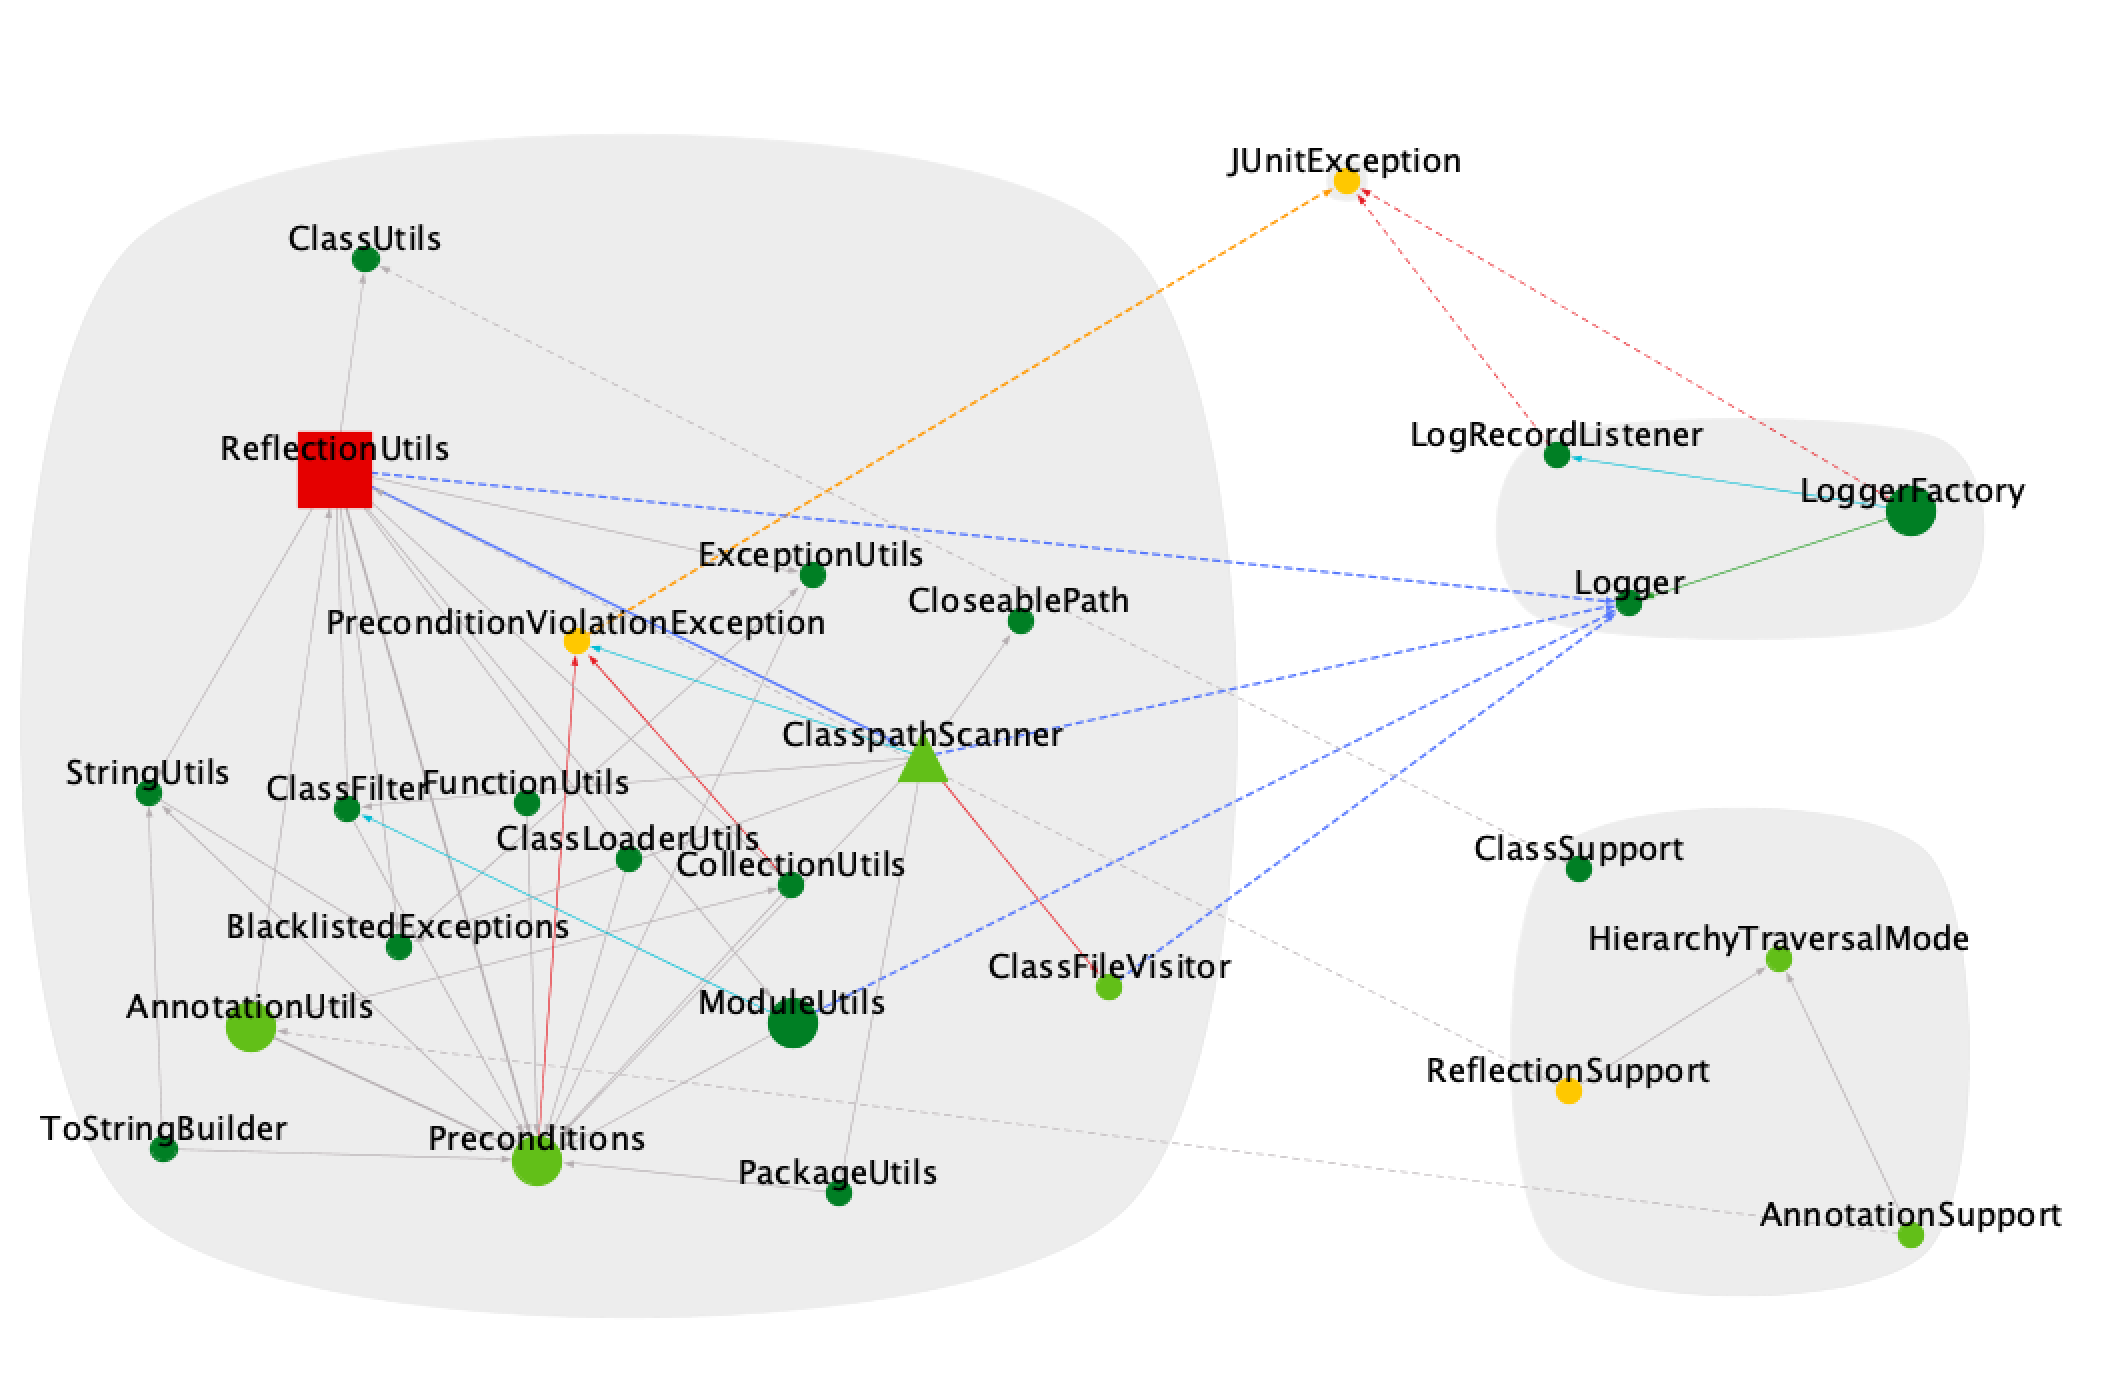 JUnitException
ClassUtils
LogRecordListener
ReflectionUtils
LoggerFactory
ExceptionUtils
Logger
CloseablePath
PreconditionViolationException
ClasspathScanner
StringUtils
ClassFilter
FunctionUtils
ClassLoaderUtils
ClassSupport
CollectionUtils
BlacklistedExceptions
HierarchyTraversalMode
ClassFileVisitor
AnnotationUtils
ModuleUtils
ReflectionSupport
ToStringBuilder
Preconditions
PackageUtils
AnnotationSupport